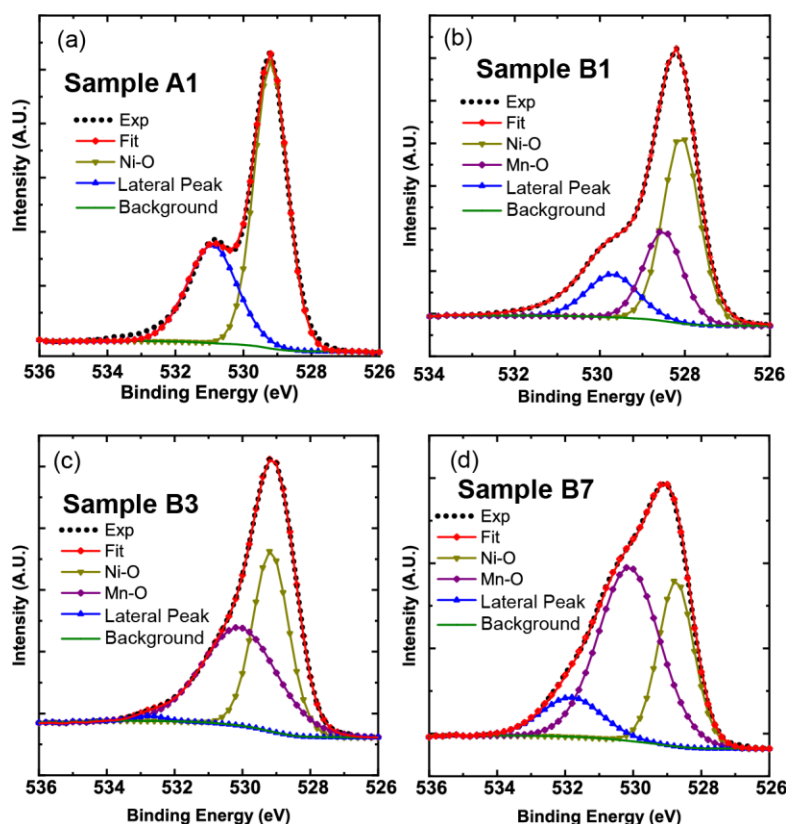 (a)
Sample A1
Exp
Fit
Ni-O
Lateral Peak
Background
Intensity (A.U.)
536 534 532 530 528 526
Binding Energy (eV)
(b)
Sample B1
Exp
Fit
Ni-O
Mn-O
Lateral Peak
Background
Intensity (A.U.)
534 532 530 528 526
Binding Energy (eV)
(c)
Sample B3
Exp
Fit
Ni-O
Mn-O
Lateral Peak
Background
Intensity (A.U.)
536 534 532 530 528 526
Binding Energy (eV)
(d)
Sample B7
Exp
Fit
Ni-O
Mn-O
Lateral Peak
Background
Intensity (A.U.)
536 534 532 530 528 526
Binding Energy (eV)